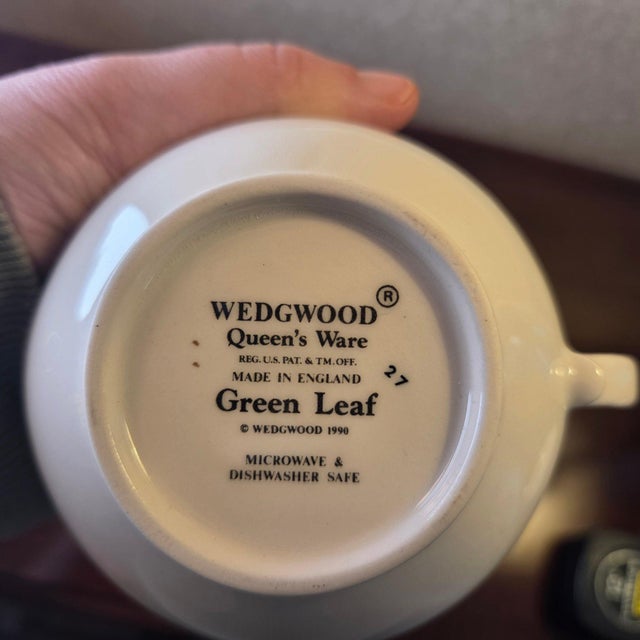 WEDGWOOD®
Queen's Ware
REG. U.S. PAT. & TM. OFF.
MADE IN ENGLAND
27
Green Leaf
© WEDGWOOD 1990
MICROWAVE &
DISHWASHER SAFE